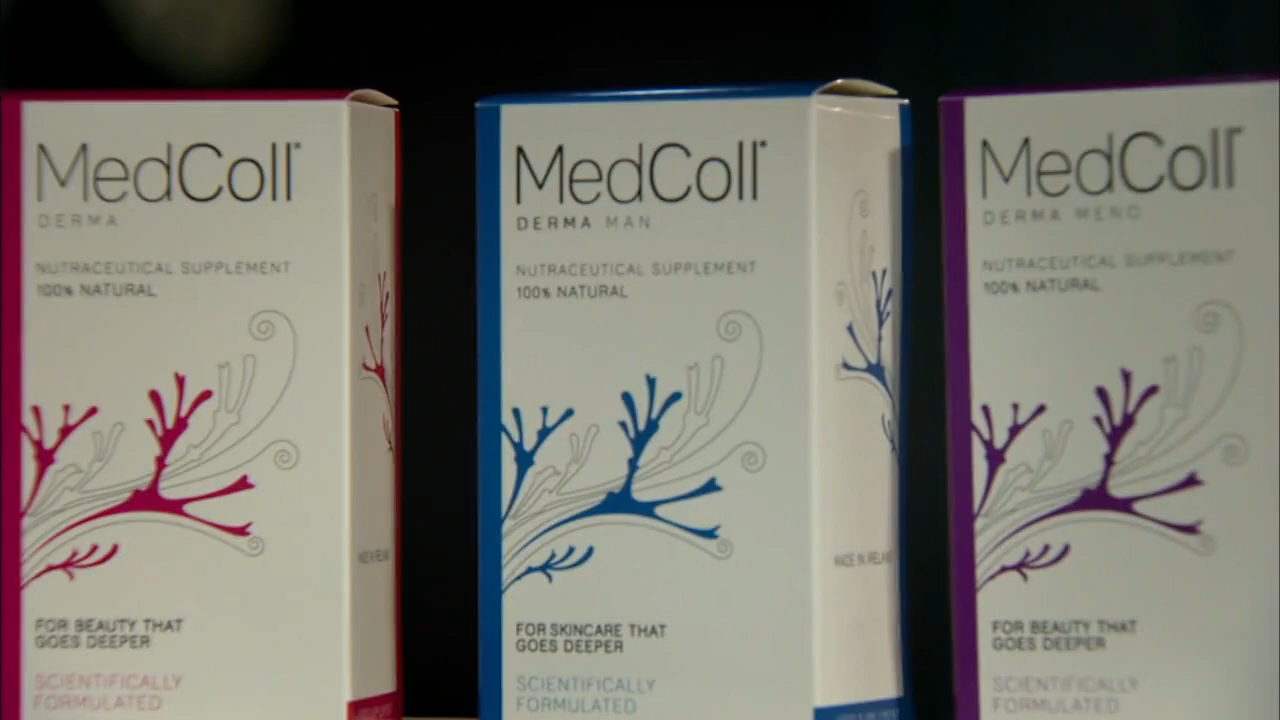 MedColl
DERMA
NUTRACEUTICAL SUPPLEMENT
100% NATURAL
FOR BEAUTY THAT
GOES DEEPER
SCIENTIFICALLY
FORMULATED
MedColl
DERMA MAN
NUTRACEUTICAL SUPPLEMENT
100% NATURAL
FOR SKINCARE THAT
GOES DEEPER
SCIENTIFICALLY
FORMULATED
MADE IN
MedColl
DERMA MENO
NUTRACEUTICAL SUPPLEMENT
100% NATURAL
FOR BEAUTY THAT
GOES DEEPER
SCIENTIFICALLY
FORMULATED